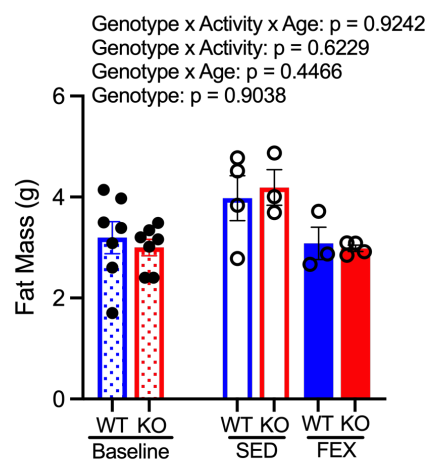 Genotype x Activity x Age: p = 0.9242
Genotype x Activity: p = 0.6229
Genotype x Age: p = 0.4466
Genotype: p = 0.9038
6
4
2
0
Fat Mass (g)
WT KO WT KO WT KO
Baseline SED FEX